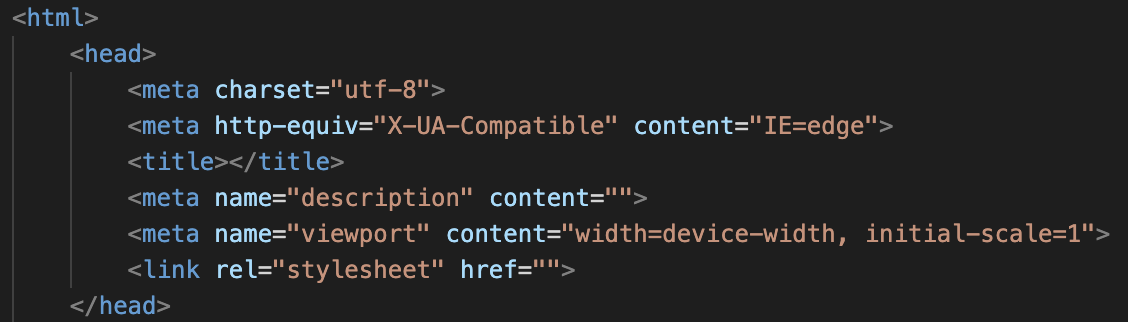 <html>
<head>
<meta charset="utf-8">
<meta http-equiv="X-UA-Compatible" content="IE=edge">
<title></title>
<meta name="description" content="">
<meta name="viewport" content="width=device-width, initial-scale=1">
<link rel="stylesheet" href="">
</head>